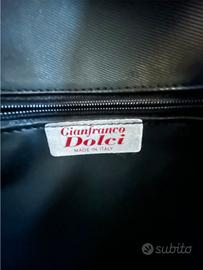 Gianfranco
Dolci
MADE IN ITALY
subito